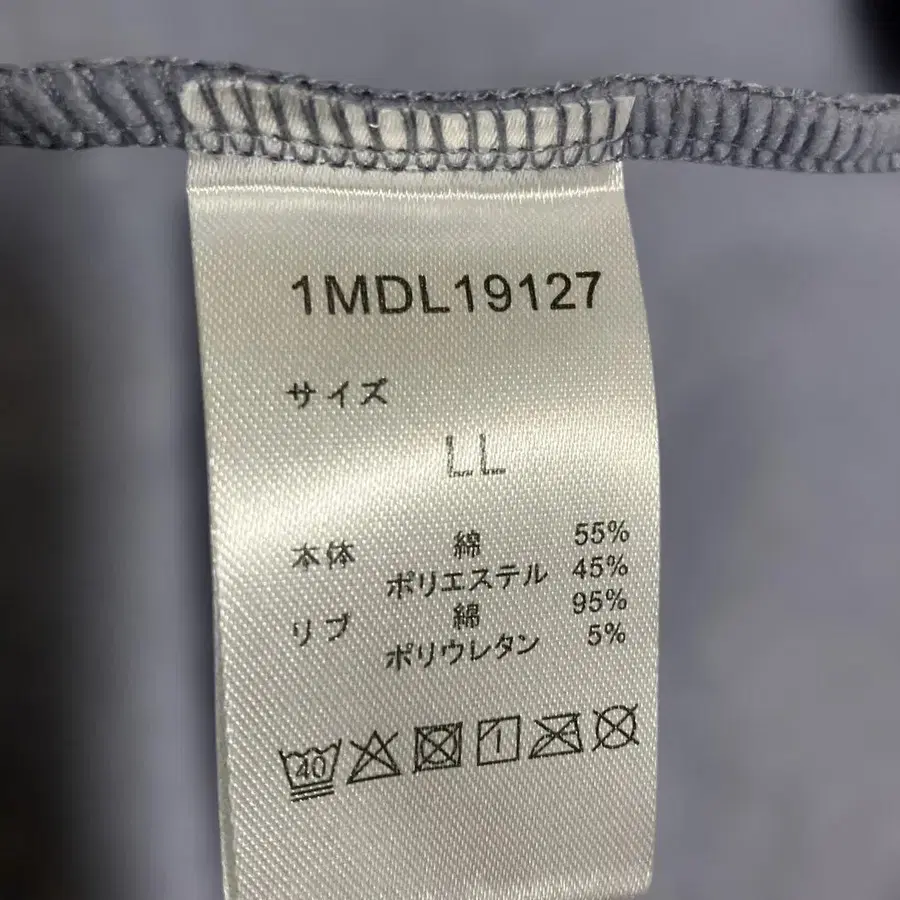 1MDL19127
サイズ
LL
本体 綿 55%
ポリエステル 45%
リブ 綿 95%
ポリウレタン 5%
40